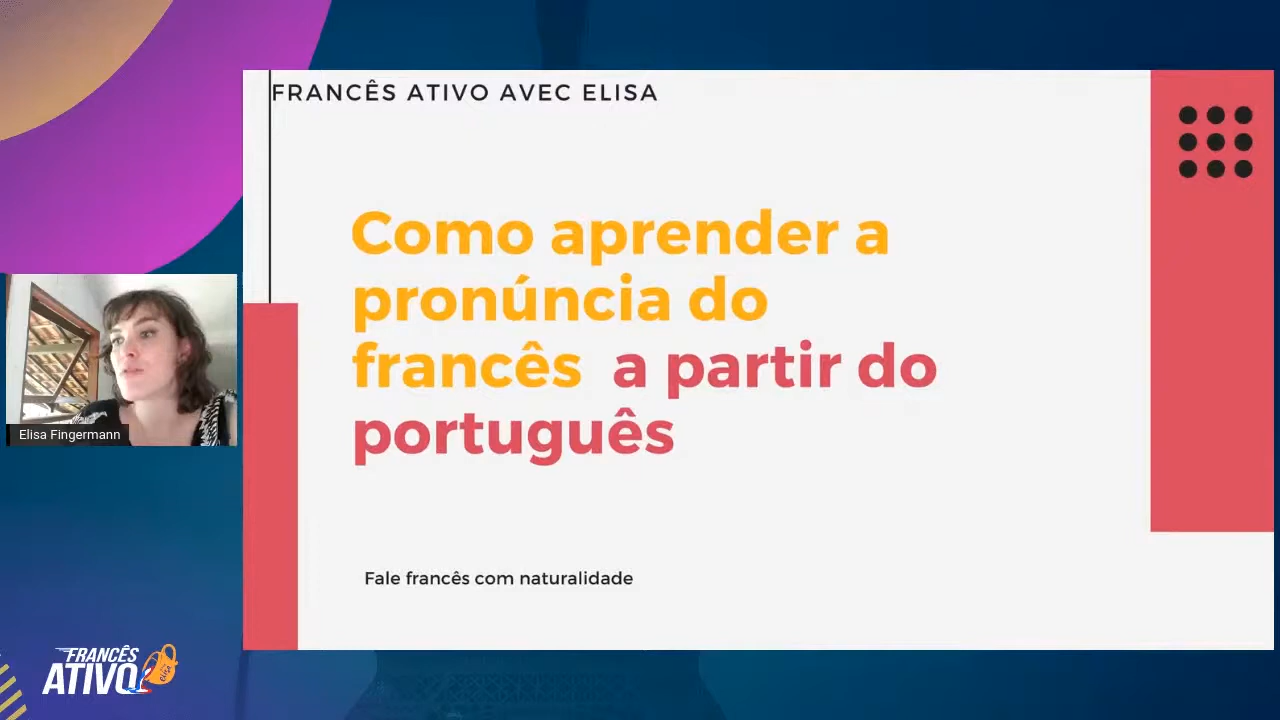 FRANCÊS ATIVO AVEC ELISA
Como aprender a
pronúncia do
francês a partir do
português
Elisa Fingermann
Fale francês com naturalidade
FRANCÊS
ATIVO
ELISA